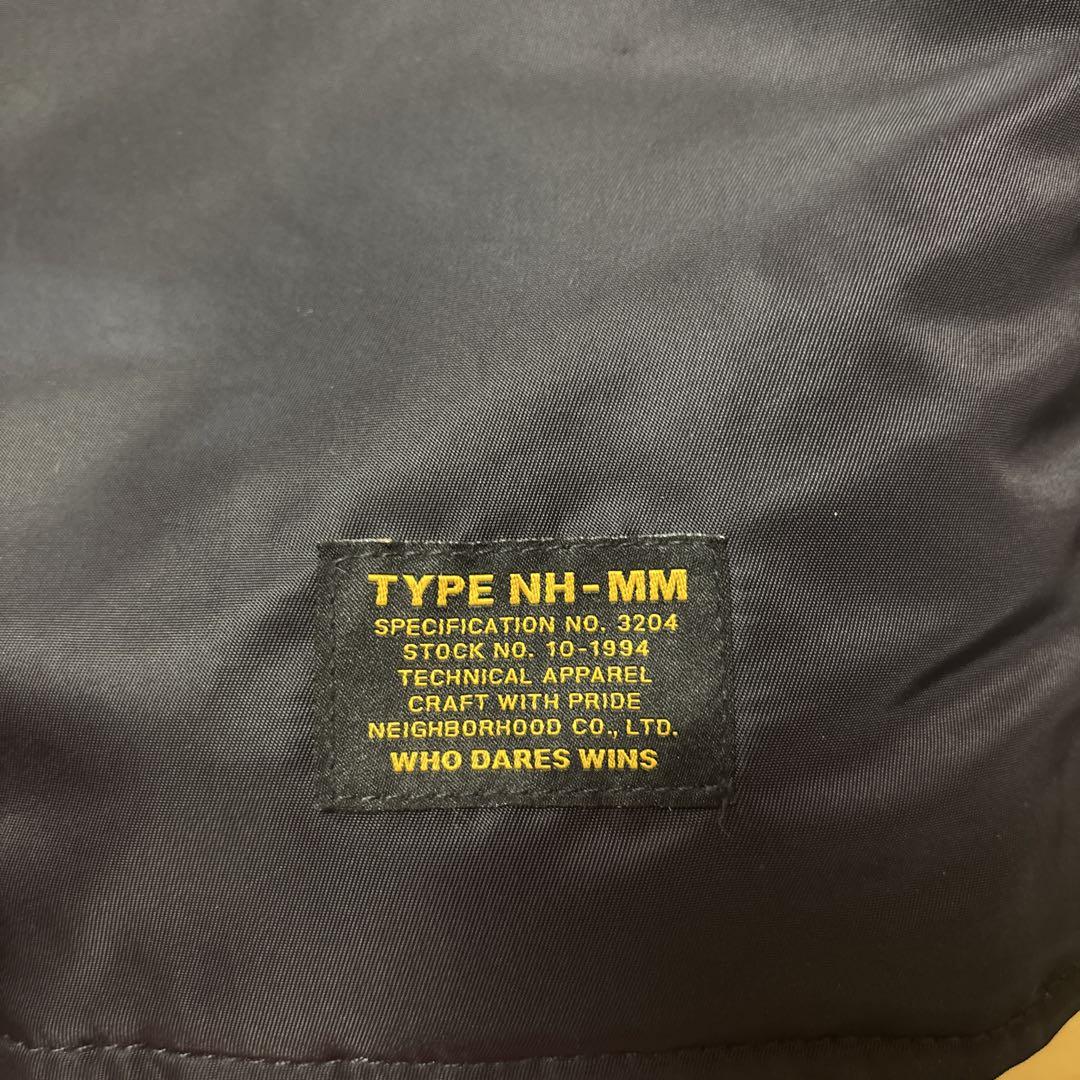 TYPE NH-MM
SPECIFICATION NO. 3204
STOCK NO. 10-1994
TECHNICAL APPAREL
CRAFT WITH PRIDE
NEIGHBORHOOD CO., LTD.
WHO DARES WINS